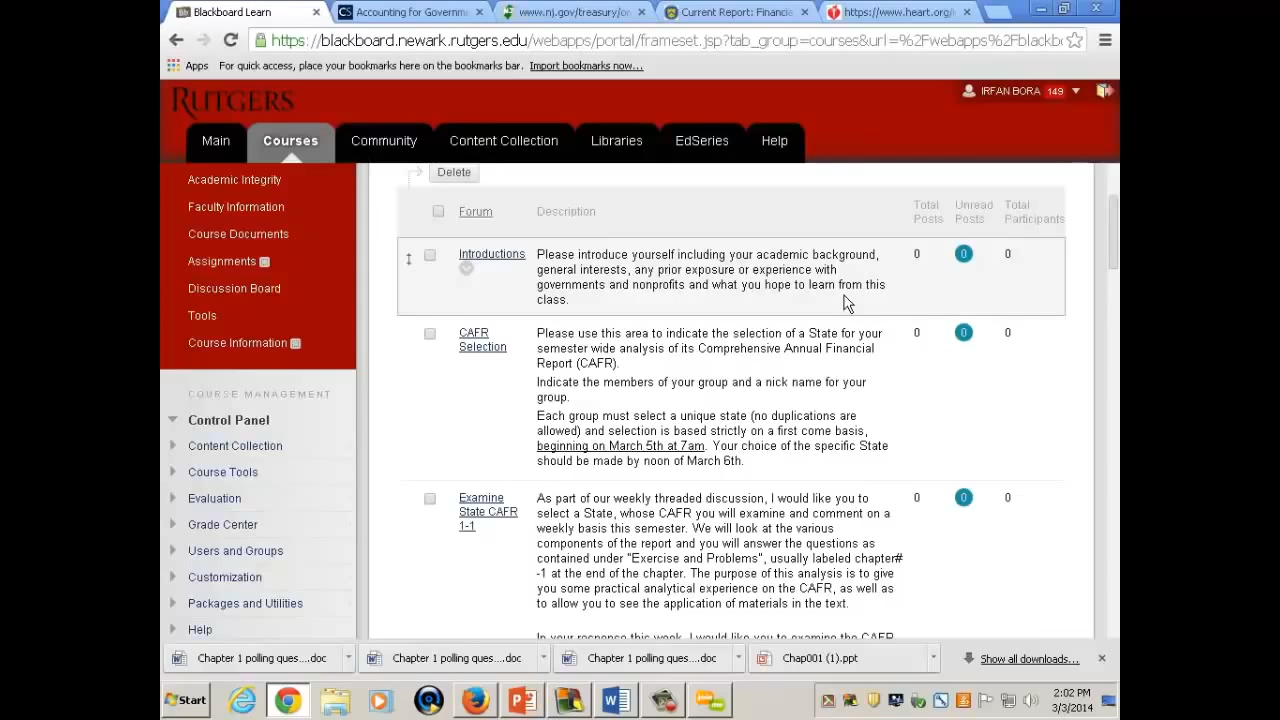 Blackboard Learn
Accounting for Governme
www.nj.gov/treasury/om
Current Report: Financie
https://www.heart.org/i
https://blackboard.newark.rutgers.edu/webapps/portal/frameset.jsp?tab_group=courses&url=%2Fwebapps%2Fblackbo
Apps For quick access, place your bookmarks here on the bookmarks bar. Import bookmarks now...
RUTGERS
IRFAN BORA 149
Main Courses Community Content Collection Libraries EdSeries Help
Academic Integrity
Faculty Information
Course Documents
Assignments
Discussion Board
Tools
Course Information
COURSE MANAGEMENT
Control Panel
Content Collection
Course Tools
Evaluation
Grade Center
Users and Groups
Customization
Packages and Utilities
Help
Delete
Forum Description Total Posts Unread Posts Total Participants
Introductions
Please introduce yourself including your academic background,
general interests, any prior exposure or experience with
governments and nonprofits and what you hope to learn from this
class.
0 0 0
CAFR
Selection
Please use this area to indicate the selection of a State for your
semester wide analysis of its Comprehensive Annual Financial
Report (CAFR).
Indicate the members of your group and a nick name for your
group.
Each group must select a unique state (no duplications are
allowed) and selection is based strictly on a first come basis,
beginning on March 5th at 7am. Your choice of the specific State
should be made by noon of March 6th.
0 0 0
Examine
State CAFR
1-1
As part of our weekly threaded discussion, I would like you to
select a State, whose CAFR you will examine and comment on a
weekly basis this semester. We will look at the various
components of the report and you will answer the questions as
contained under "Exercise and Problems", usually labeled chapter#
-1 at the end of the chapter. The purpose of this analysis is to give
you some practical analytical experience on the CAFR, as well as
to allow you to see the application of materials in the text.
In your response this week, I would like you to examine the CAFR
0 0 0
Chapter 1 polling ques....doc
Chapter 1 polling ques....doc
Chapter 1 polling ques....doc
Chap001 (1).ppt
Show all downloads...
Start
2:02 PM
3/3/2014